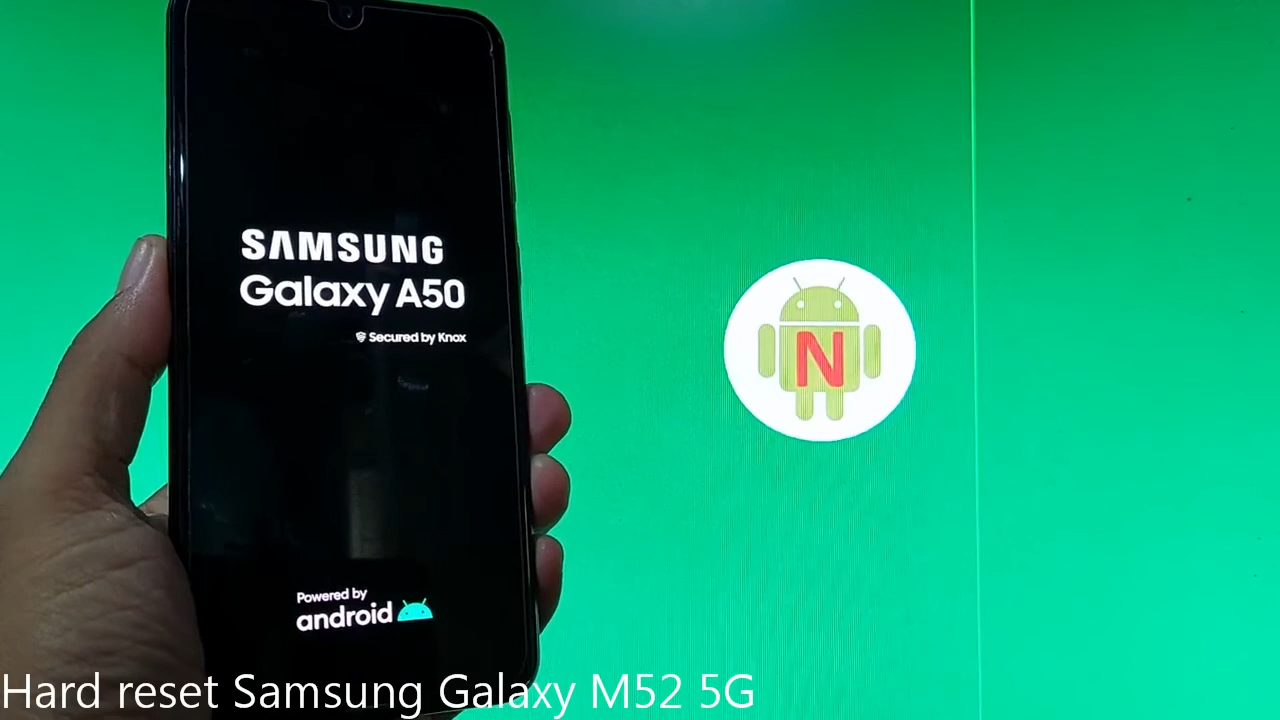 SAMSUNG
Galaxy A50
Secured by Knox
N
Powered by
android
Hard reset Samsung Galaxy M52 5G